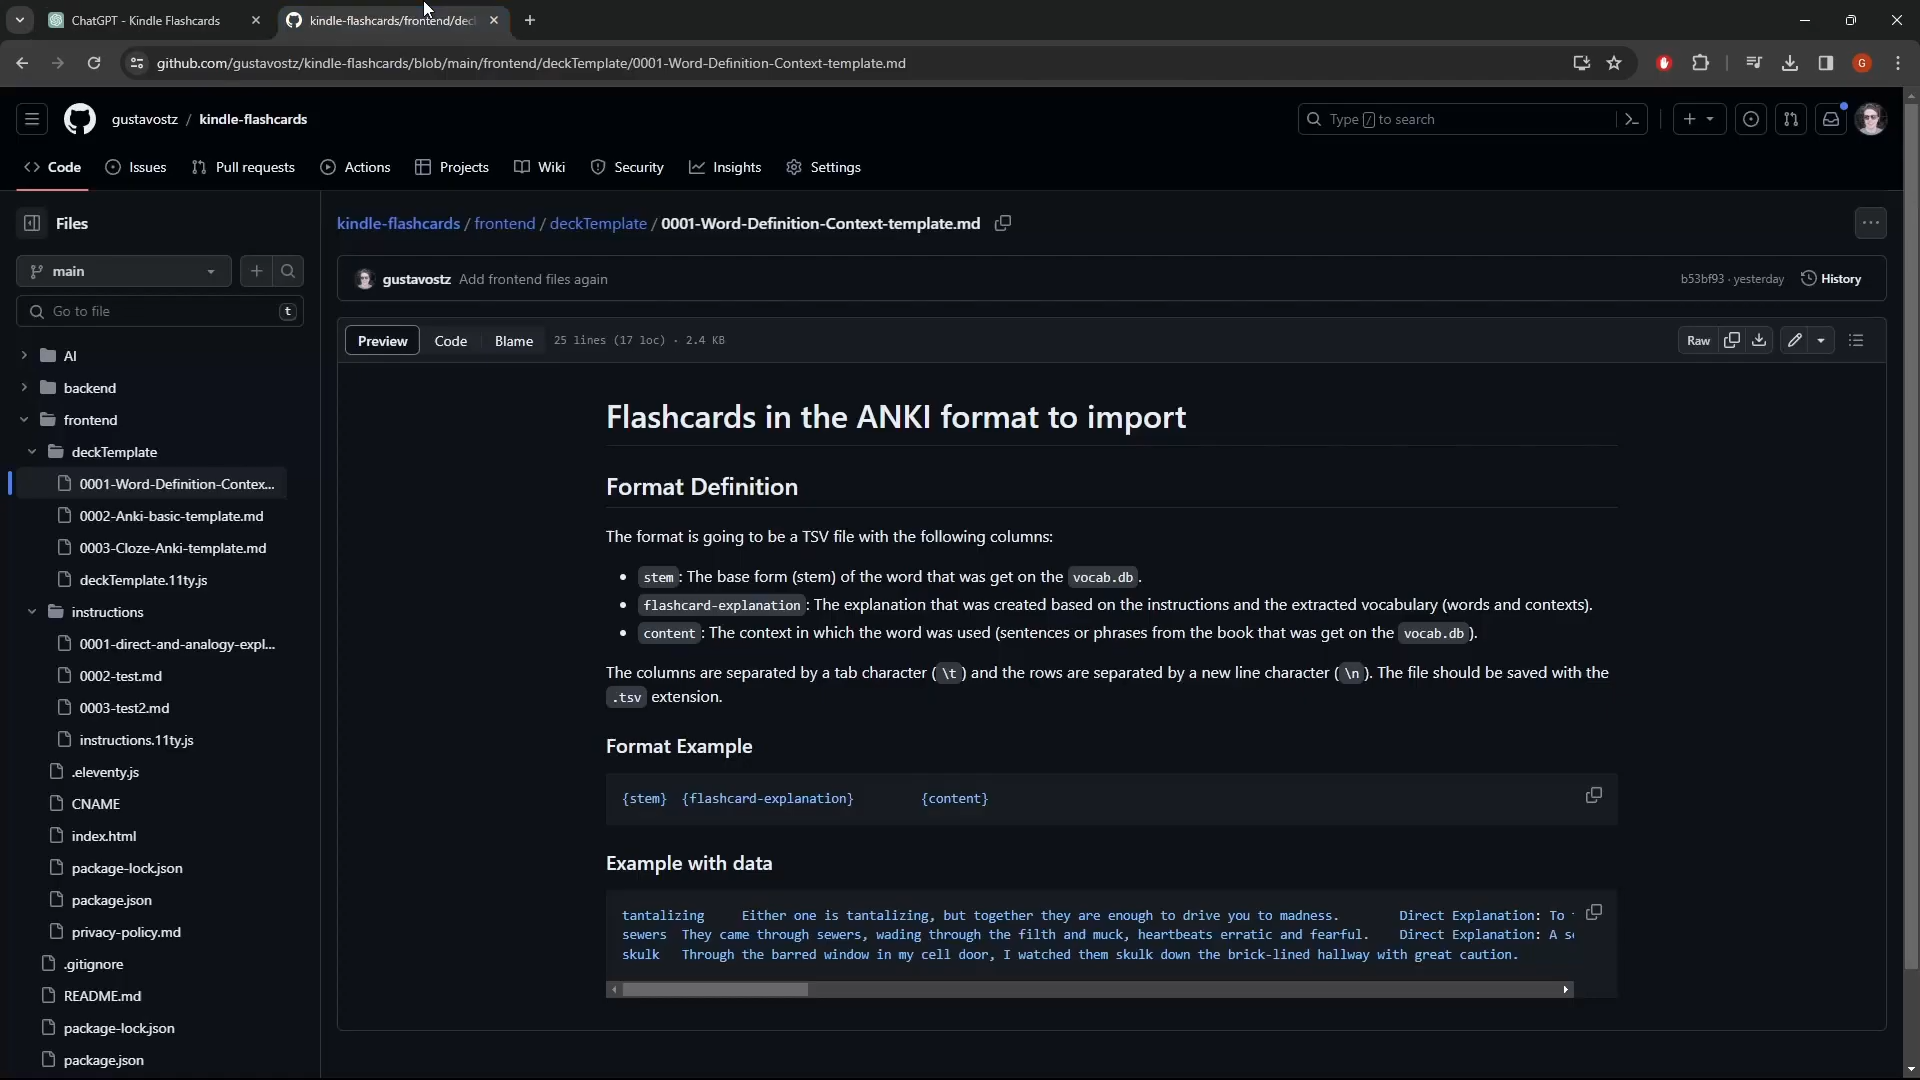 ChatGPT - Kindle Flashcards
kindle-flashcards/frontend/dec
github.com/gustavostz/kindle-flashcards/blob/main/frontend/deckTemplate/0001-Word-Definition-Context-template.md
G
gustavostz / kindle-flashcards
Type / to search
Code
Issues
Pull requests
Actions
Projects
Wiki
Security
Insights
Settings
Files
main
Go to file
t
AI
backend
frontend
deckTemplate
0001-Word-Definition-Contex...
0002-Anki-basic-template.md
0003-Cloze-Anki-template.md
deckTemplate.11ty.js
instructions
0001-direct-and-analogy-expl...
0002-test.md
0003-test2.md
instructions.11ty.js
.eleventy.js
CNAME
index.html
package-lock.json
package.json
privacy-policy.md
.gitignore
README.md
package-lock.json
package.json
kindle-flashcards / frontend / deckTemplate / 0001-Word-Definition-Context-template.md
gustavostz Add frontend files again
b53bf93 · yesterday
History
Preview
Code
Blame
25 lines (17 loc) · 2.4 KB
Raw
Flashcards in the ANKI format to import
Format Definition
The format is going to be a TSV file with the following columns:
• stem: The base form (stem) of the word that was get on the vocab.db.
• flashcard-explanation: The explanation that was created based on the instructions and the extracted vocabulary (words and contexts).
• content: The context in which the word was used (sentences or phrases from the book that was get on the vocab.db).
The columns are separated by a tab character (\t) and the rows are separated by a new line character (\n). The file should be saved with the
.tsv extension.
Format Example
{stem} {flashcard-explanation} {content}
Example with data
tantalizing Either one is tantalizing, but together they are enough to drive you to madness. Direct Explanation: To
sewers They came through sewers, wading through the filth and muck, heartbeats erratic and fearful. Direct Explanation: A
skulk Through the barred window in my cell door, I watched them skulk down the brick-lined hallway with great caution.